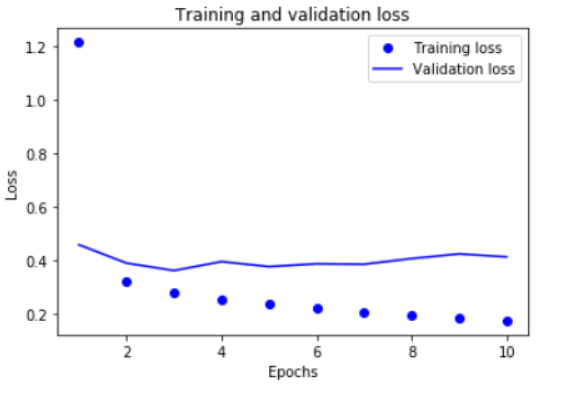 Training and validation loss
Training loss
Validation loss
1.2
1.0
0.8
0.6
0.4
0.2
Loss
2 4 6 8 10
Epochs